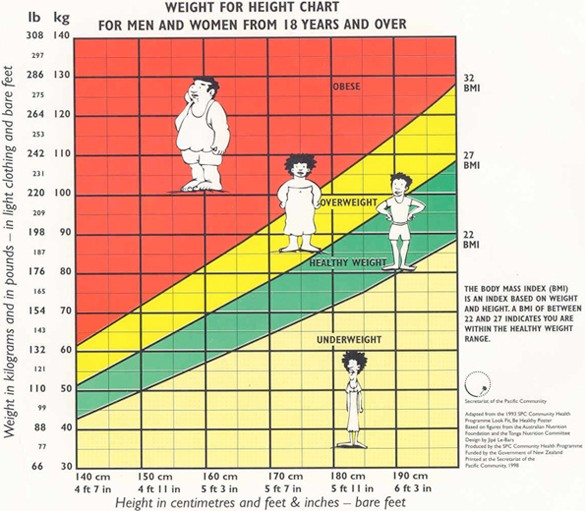 WEIGHT FOR HEIGHT CHART
FOR MEN AND WOMEN FROM 18 YEARS AND OVER
lb kg
308 140
297
286 130
275
264 120
253
242 110
231
220 100
209
198 90
187
176 80
165
154 70
143
132 60
121
110 50
99
88 40
77
66 30
Weight in kilograms and in pounds – in light clothing and bare feet
OBESE
OVERWEIGHT
HEALTHY WEIGHT
UNDERWEIGHT
32
BMI
27
BMI
22
BMI
140 cm 150 cm 160 cm 170 cm 180 cm 190 cm
4 ft 7 in 4 ft 11 in 5 ft 3 in 5 ft 7 in 5 ft 11 in 6 ft 3 in
Height in centimetres and feet & inches – bare feet
THE BODY MASS INDEX (BMI)
IS AN INDEX BASED ON WEIGHT
AND HEIGHT. A BMI OF BETWEEN
22 AND 27 INDICATES YOU ARE
WITHIN THE HEALTHY WEIGHT
RANGE.
Secretariat of the Pacific Community
Adapted from the 1993 SPC Community Health
Programme Look Fit, Be Healthy Poster
Based on figures from the Australian Nutrition
Foundation and the Tonga Nutrition Committee
Design by Jipé Le-Bars
Produced by the SPC Community Health Programme
Funded by the Government of New Zealand
Printed at the Secretariat of the
Pacific Community, 1998